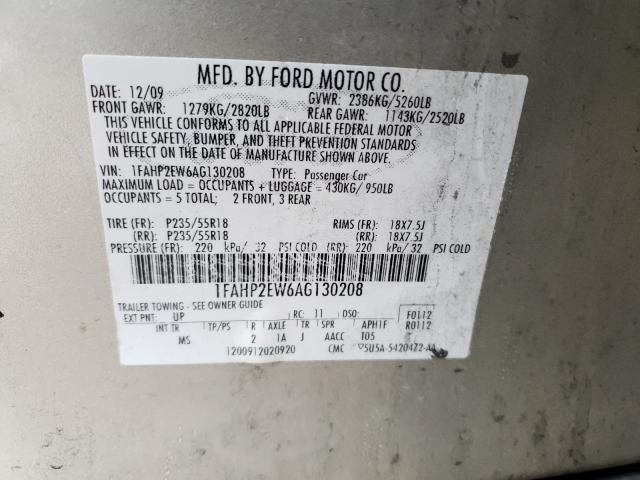 MFD. BY FORD MOTOR CO.
DATE: 12/09 GVWR: 2386KG/5260LB
FRONT GAWR: 1279KG/2820LB REAR GAWR: 1143KG/2520LB
THIS VEHICLE CONFORMS TO ALL APPLICABLE FEDERAL MOTOR
VEHICLE SAFETY, BUMPER, AND THEFT PREVENTION STANDARDS
IN EFFECT ON THE DATE OF MANUFACTURE SHOWN ABOVE.
VIN: 1FAHP2EW6AG130208 TYPE: Passenger Car
MAXIMUM LOAD = OCCUPANTS + LUGGAGE = 430KG/ 950LB
OCCUPANTS = 5 TOTAL; 2 FRONT, 3 REAR
TIRE (FR): P235/55R18 RIMS (FR): 18X7.5J
(RR): P235/55R18 (RR): 18X7.5J
PRESSURE (FR): 220 kPa/ 32 PSI COLD (RR): 220 kPa/ 32 PSI COLD
1FAHP2EW6AG130208
TRAILER TOWING - SEE OWNER GUIDE
EXT PNT: UP RC: 11 DSO: F0112
R0112
INT TR TP/PS R AXLE TR SPR APH1F
MS 2 1A J AACC T05
1200912020920 CMC ▽5U5A-5420472-AA